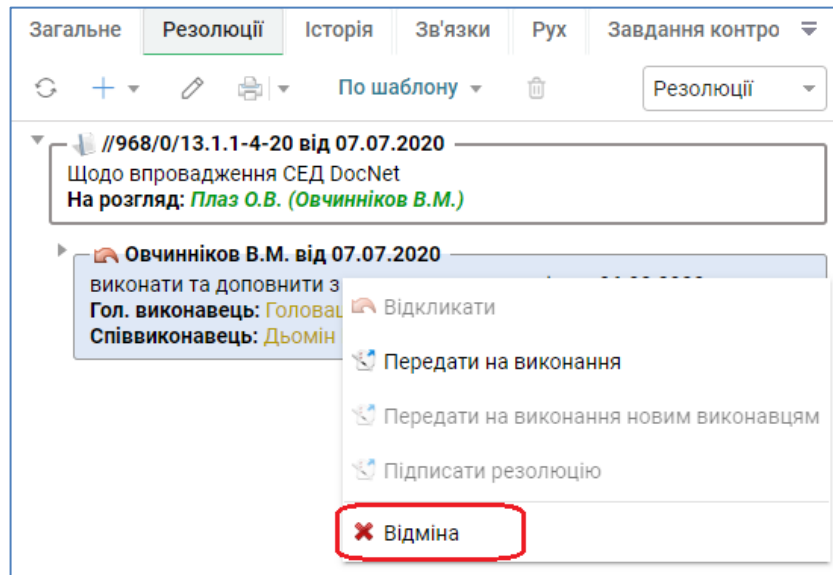 Загальне Резолюції Історія Зв'язки Рух Завдання контро
По шаблону Резолюції
//968/0/13.1.1-4-20 від 07.07.2020
Щодо впровадження СЕД DocNet
На розгляд: Плаз О.В. (Овчинніков В.М.)
Овчинніков В.М. від 07.07.2020
виконати та доповнити з
Гол. виконавець: Головац
Співвиконавець: Дьомін
Відкликати
Передати на виконання
Передати на виконання новим виконавцям
Підписати резолюцію
Відміна